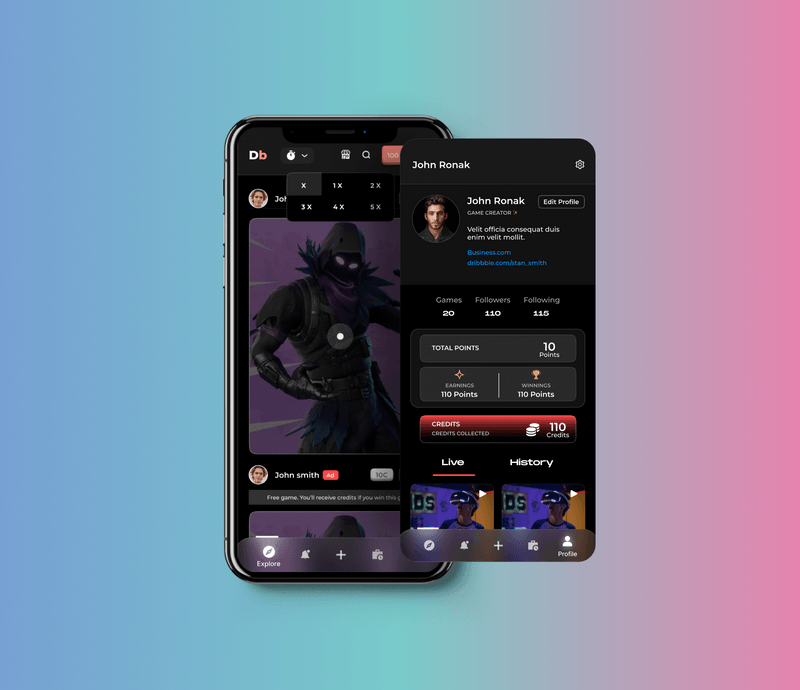 Db
100
X 1 X 2 X
3 X 4 X 5 X
Joh
John smith Ad 10C
Free game. You'll receive credits if you win this g
Explore
John Ronak
John Ronak Edit Profile
GAME CREATOR
Velit officia consequat duis
enim velit mollit.
Business.com
dribbble.com/stan_smith
Games Followers Following
20 110 115
TOTAL POINTS 10
Points
EARNINGS WINNINGS
110 Points 110 Points
CREDITS 110
CREDITS COLLECTED Credits
Live History
DS DS
Profile